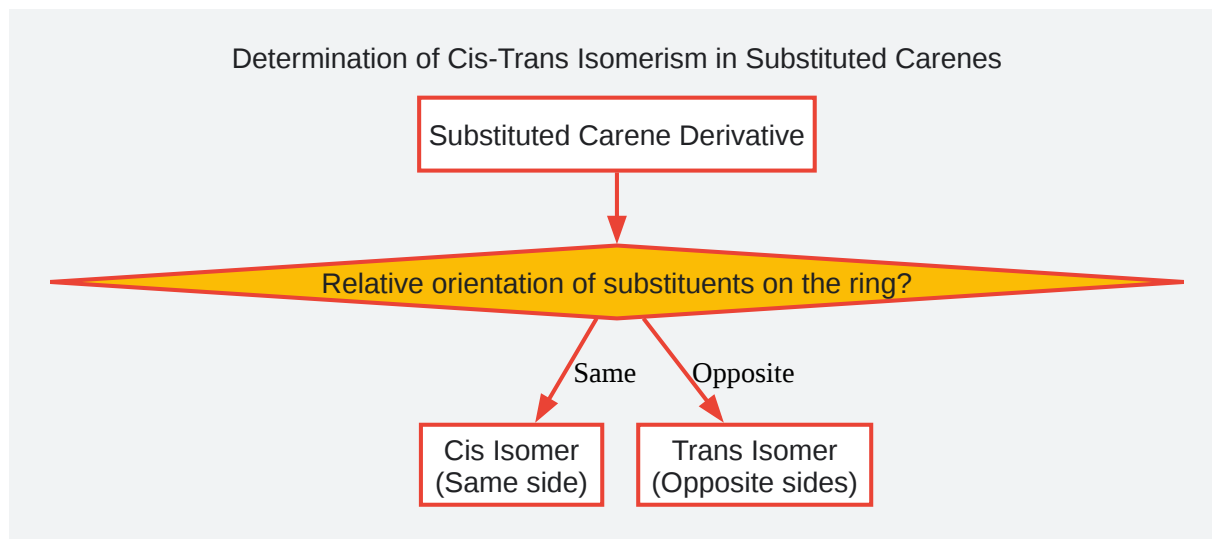 Determination of Cis-Trans Isomerism in Substituted Carenes
Substituted Carene Derivative
Relative orientation of substituents on the ring?
Same
Opposite
Cis Isomer
(Same side)
Trans Isomer
(Opposite sides)